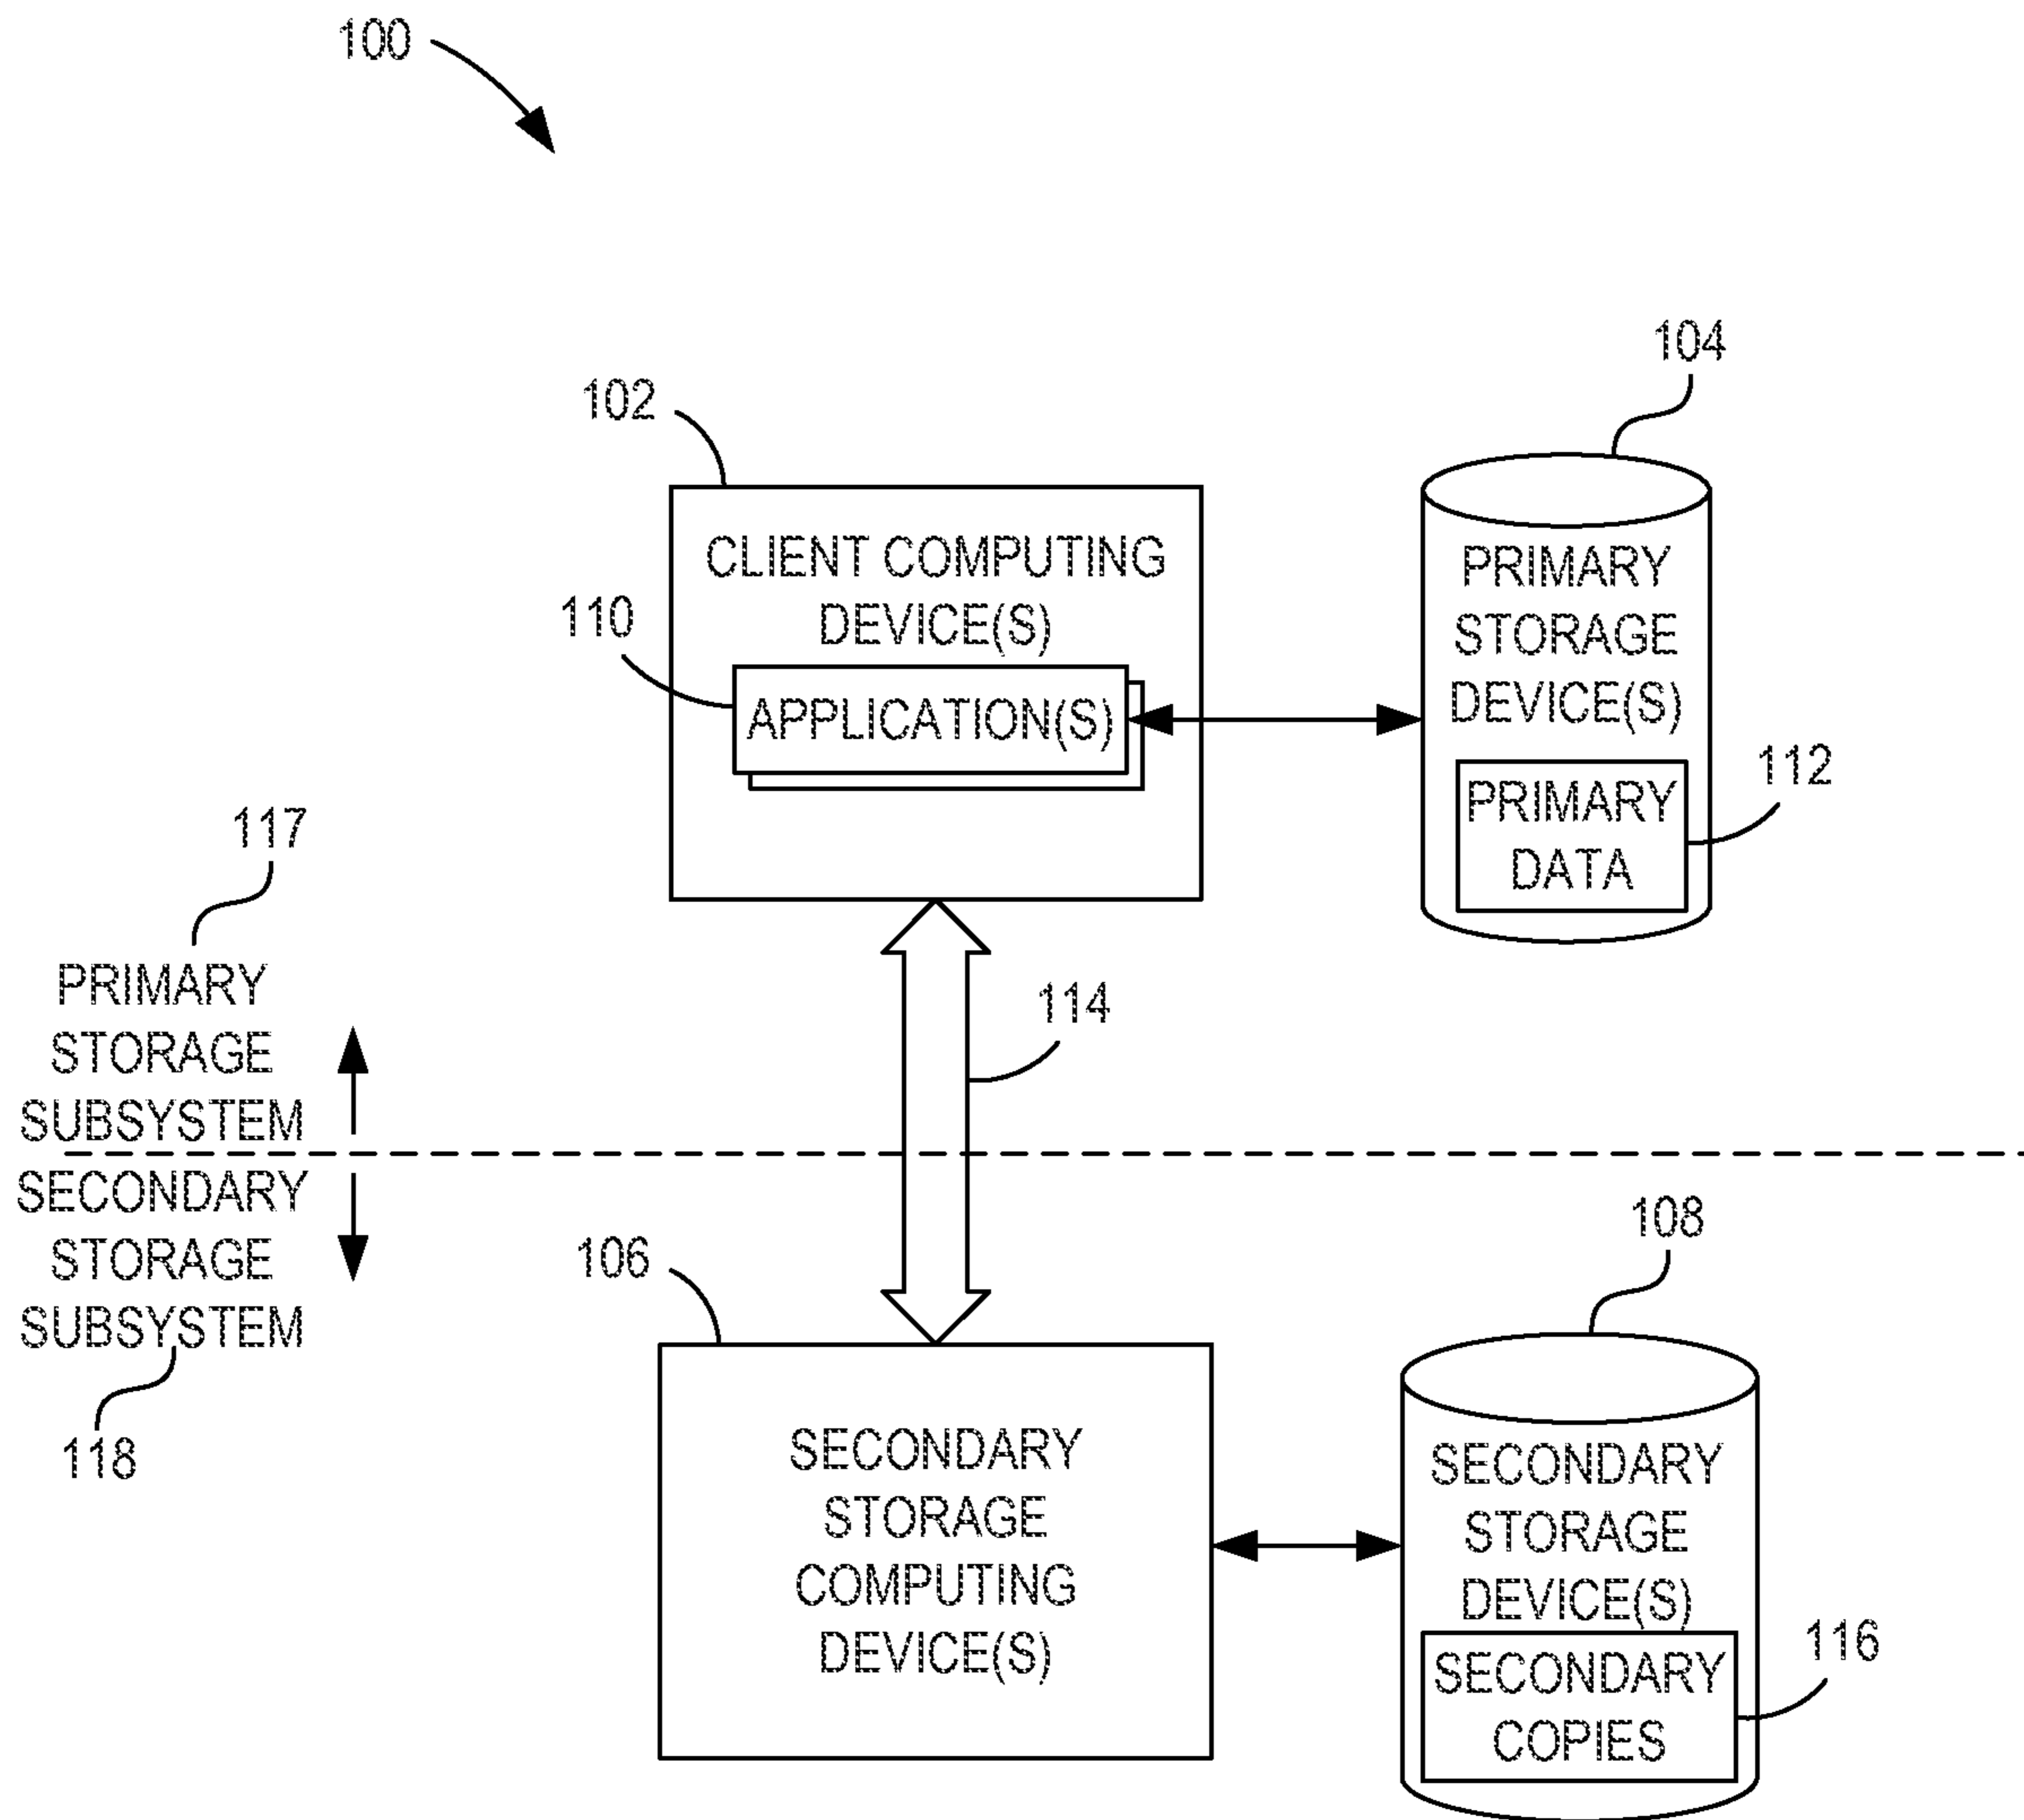 100
104
102
CLIENT COMPUTING
DEVICE(S)
110
APPLICATION(S)
PRIMARY
STORAGE
DEVICE(S)
112
PRIMARY
DATA
117
PRIMARY
STORAGE
SUBSYSTEM
114
SECONDARY
STORAGE
SUBSYSTEM
118
106
SECONDARY
STORAGE
COMPUTING
DEVICE(S)
108
SECONDARY
STORAGE
DEVICE(S)
116
SECONDARY
COPIES